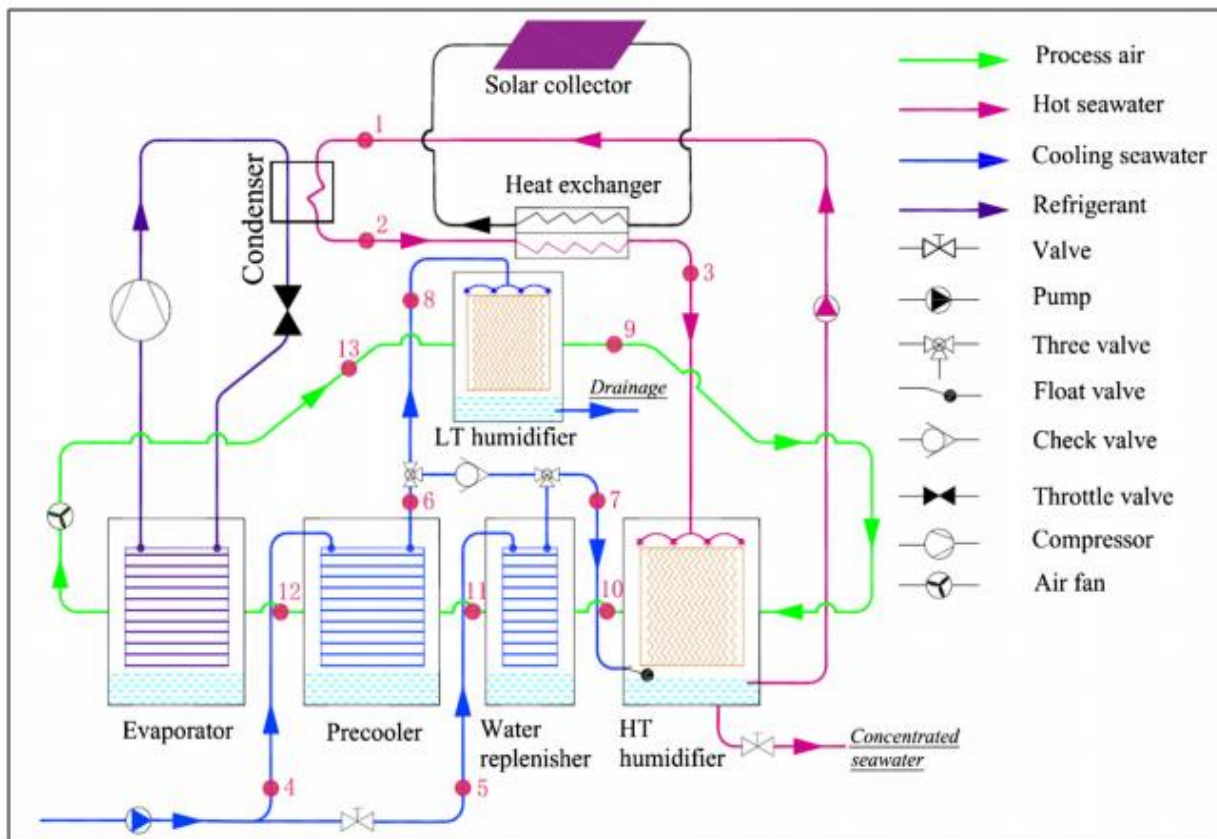 Solar collector
Process air
Hot seawater
Cooling seawater
Refrigerant
Valve
Pump
Three valve
Float valve
Check valve
Throttle valve
Compressor
Air fan
1
Condenser
Heat exchanger
2
3
8
9
13
Drainage
LT humidifier
6
7
12
11
10
Evaporator
Precooler
Water
replenisher
HT
humidifier
Concentrated
seawater
4
5